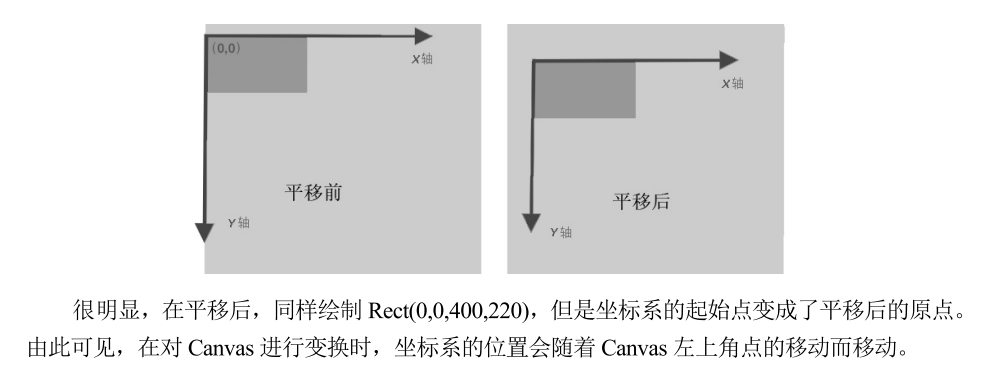 (0,0)
X轴
Y轴
平移前
X轴
Y轴
平移后
很明显，在平移后，同样绘制 Rect(0,0,400,220)，但是坐标系的起始点变成了平移后的原点。
由此可见，在对 Canvas 进行变换时，坐标系的位置会随着 Canvas 左上角点的移动而移动。